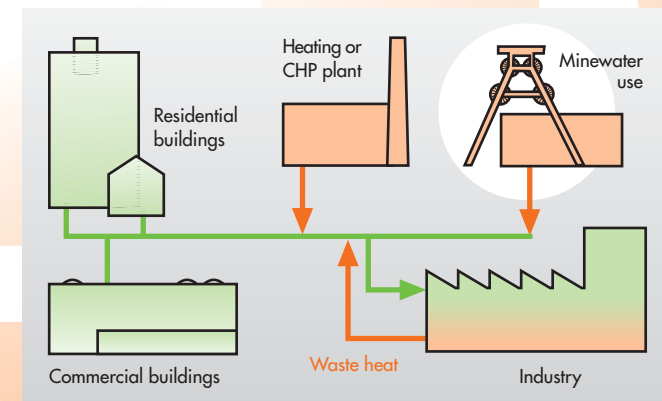 Heating or
CHP plant
Minewater
use
Residential
buildings
Waste heat
Commercial buildings
Industry